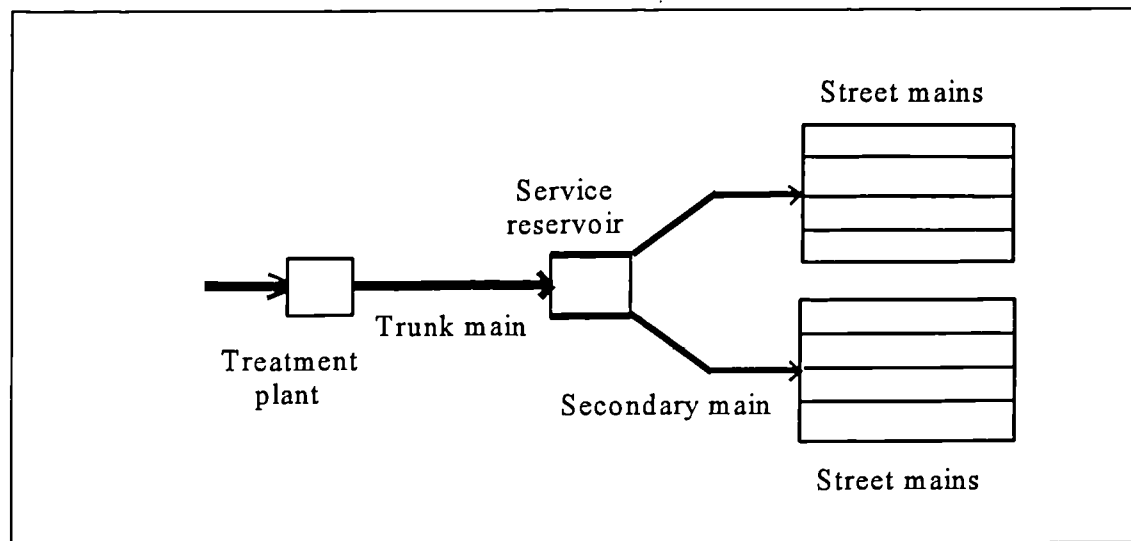 Street mains
Service
reservoir
Trunk main
Treatment
plant
Secondary main
Street mains